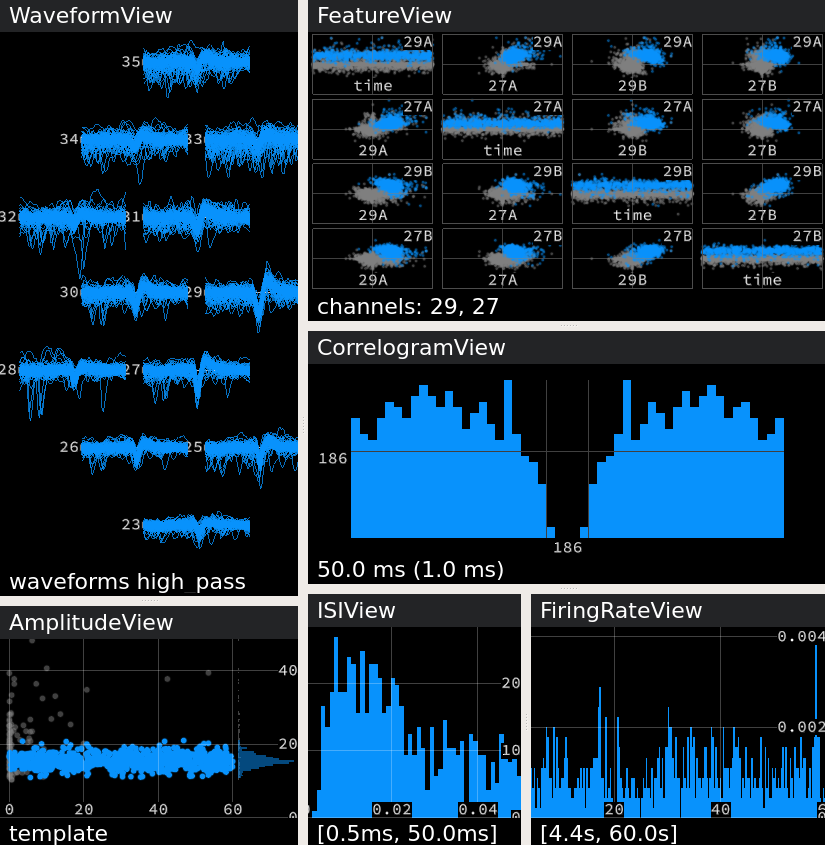 WaveformView
35
34 33
32 31
30 29
28 27
26 25
23
waveforms high_pass
FeatureView
29A 29A 29A 29A
time 27A 29B 27B
27A 27A 27A 27A
29A time 29B 27B
29B 29B 29B 29B
29A 27A time 27B
27B 27B 27B 27B
29A 27A 29B time
channels: 29, 27
CorrelogramView
186
186
50.0 ms (1.0 ms)
AmplitudeView
40
20
0
0 20 40 60
template
ISIView
20
10
0
0 0.02 0.04
[0.5ms, 50.0ms]
FiringRateView
0.004
0.002
0
20 40 6
[4.4s, 60.0s]